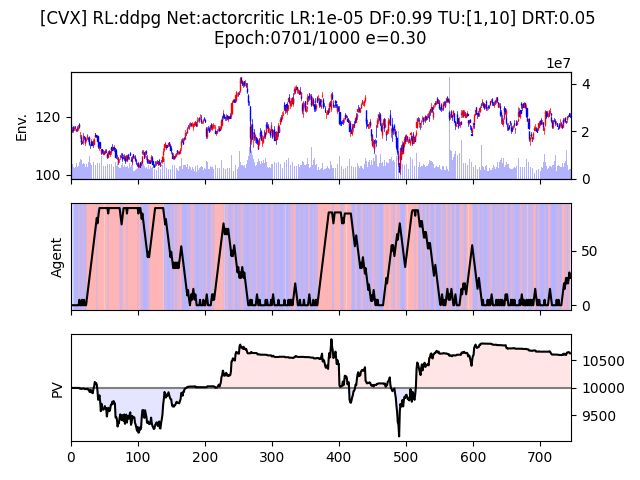 [CVX] RL:ddpg Net:actorcritic LR:1e-05 DF:0.99 TU:[1,10] DRT:0.05
Epoch:0701/1000 e=0.30
1e7
Env.
120
100
4
2
0
Agent
50
0
PV
10500
10000
9500
0 100 200 300 400 500 600 700